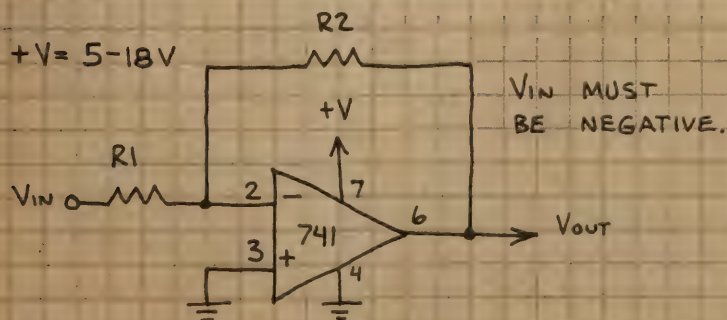 R2
+V= 5-18V
VIN MUST
BE NEGATIVE.
+V
R1
VIN
2
-
7
6
741
VOUT
3
+
4